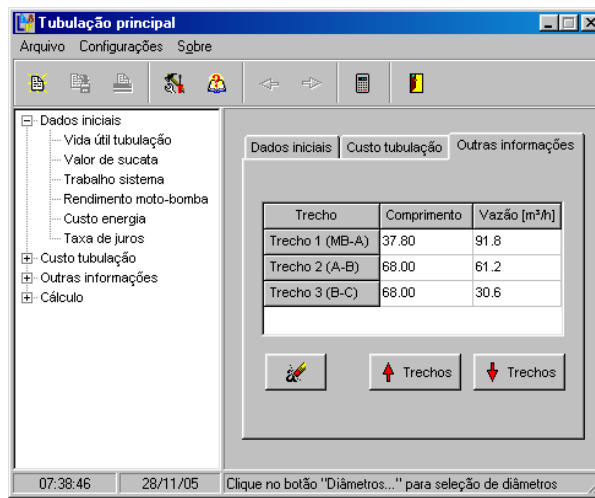 Tubulação principal
Arquivo Configurações Sobre
Dados iniciais
Vida útil tubulação
Valor de sucata
Trabalho sistema
Rendimento moto-bomba
Custo energia
Taxa de juros
Custo tubulação
Outras informações
Cálculo
Dados iniciais Custo tubulação Outras informações
Trecho Comprimento Vazão [m³/h]
Trecho 1 (MB-A) 37.80 91.8
Trecho 2 (A-B) 68.00 61.2
Trecho 3 (B-C) 68.00 30.6
Trechos Trechos
07:38:46 28/11/05 Clique no botão "Diâmetros..." para seleção de diâmetros